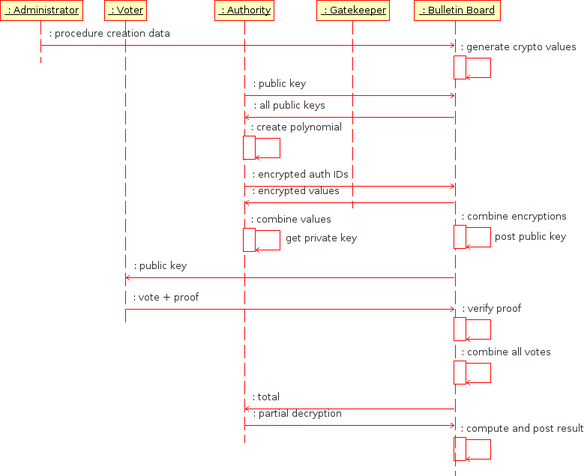 : Administrator
: Voter
: Authority
: Gatekeeper
: Bulletin Board
: procedure creation data
: generate crypto values
: public key
: all public keys
: create polynomial
: encrypted auth IDs
: encrypted values
: combine values
get private key
: combine encryptions
post public key
: public key
: vote + proof
: verify proof
: combine all votes
: total
: partial decryption
: compute and post result